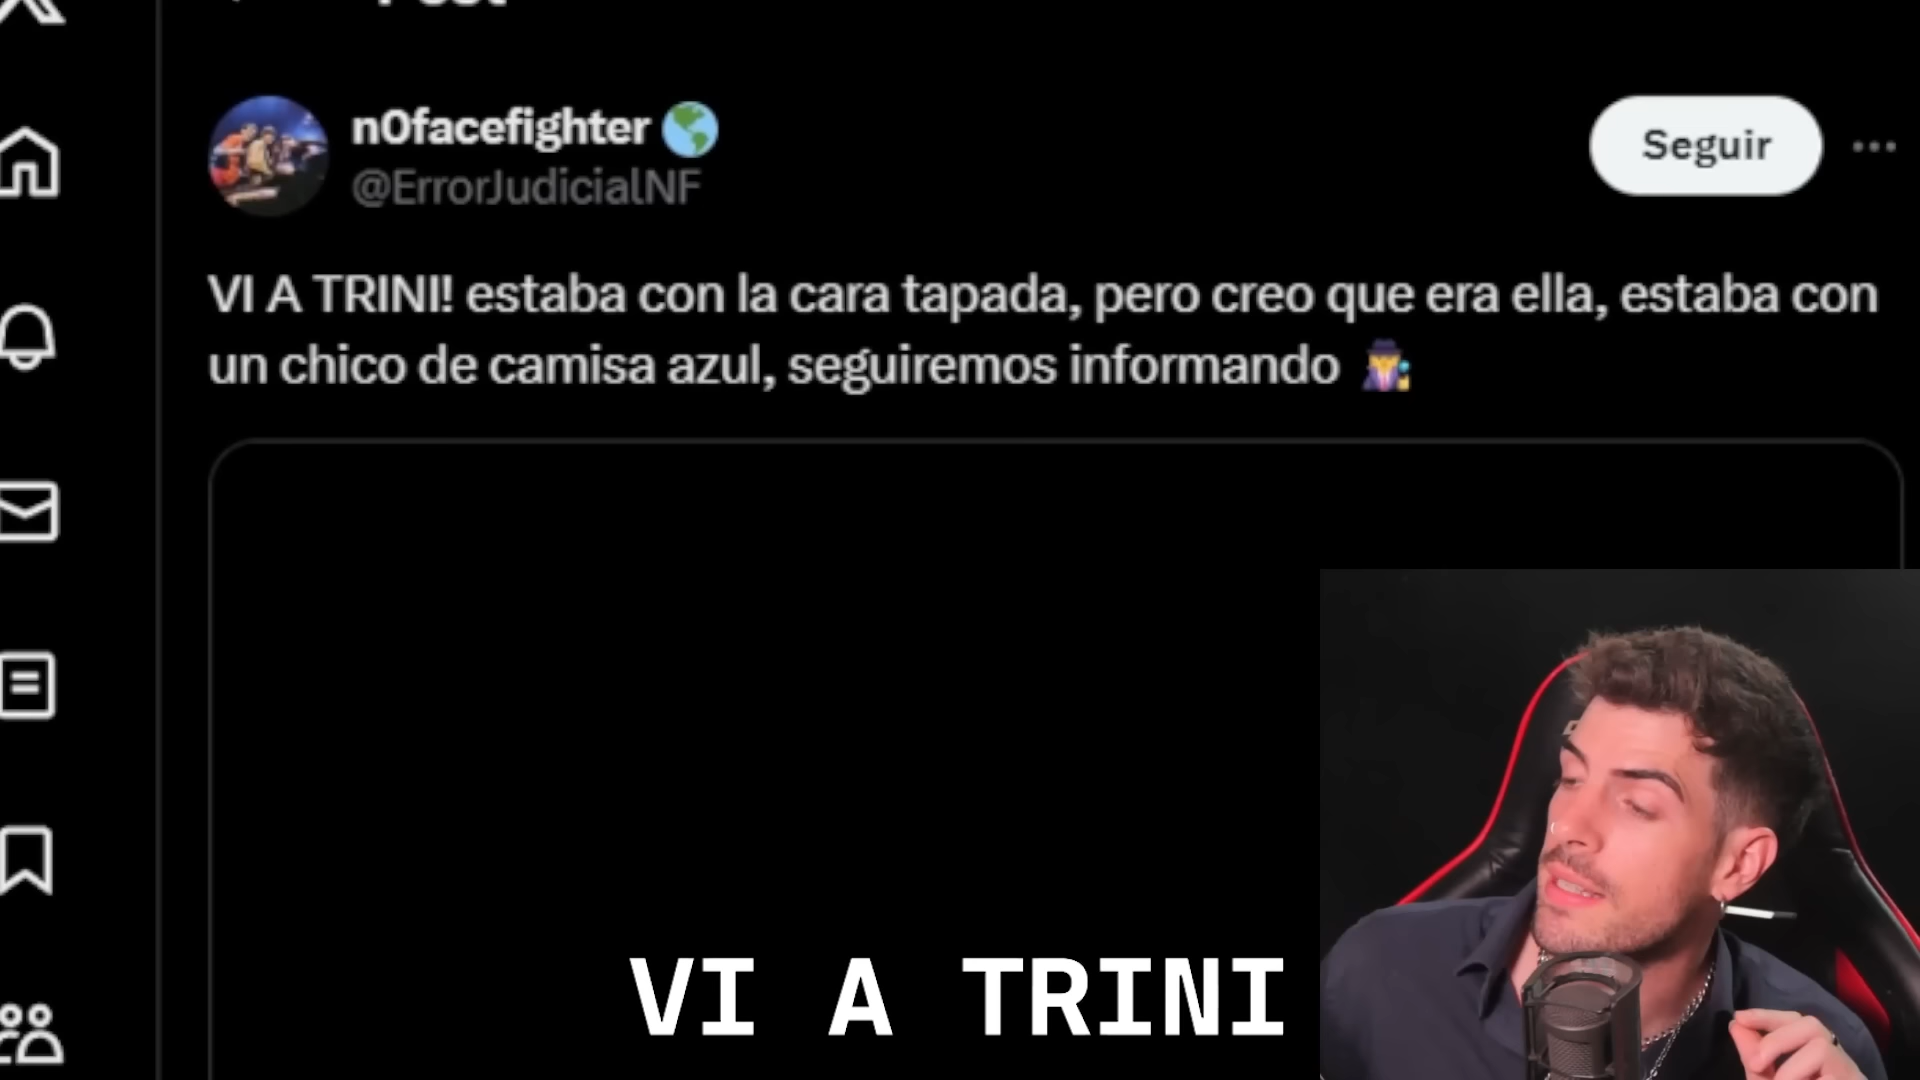 Post
n0facefighter
@ErrorJudicialNF
Seguir
VI A TRINI! estaba con la cara tapada, pero creo que era ella, estaba con
un chico de camisa azul, seguiremos informando
VI A TRINI